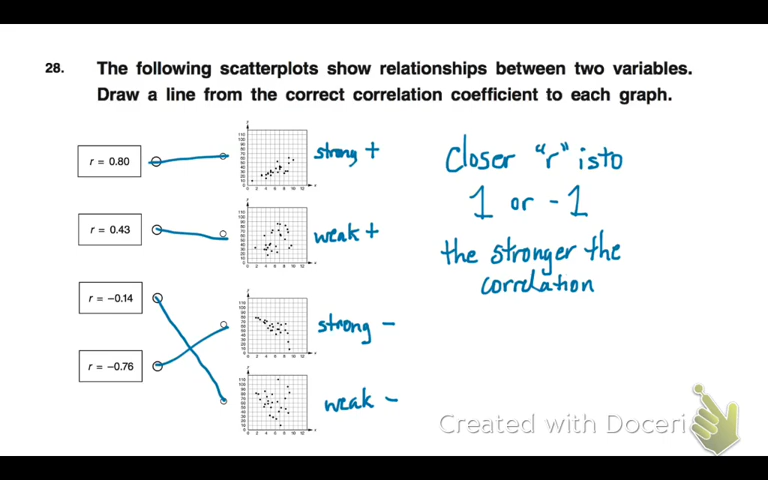 28. The following scatterplots show relationships between two variables.
Draw a line from the correct correlation coefficient to each graph.
r = 0.80
strong +
r = 0.43
weak +
r = −0.14
strong −
r = −0.76
weak −
Closer "r" is to
1 or -1
the stronger the
correlation
Created with Doceri